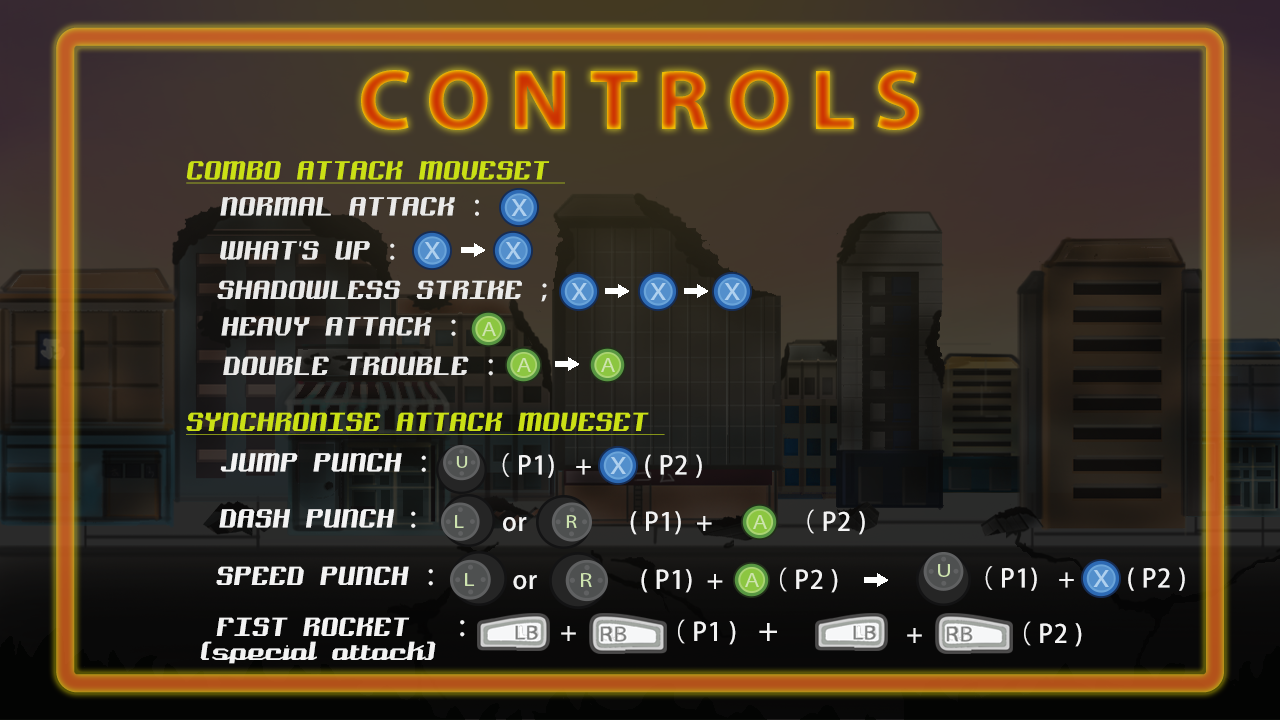 CONTROLS
COMBO ATTACK MOVESET
NORMAL ATTACK : X
WHAT'S UP : X → X
SHADOWLESS STRIKE ; X → X → X
HEAVY ATTACK : A
DOUBLE TROUBLE : A → A
SYNCHRONISE ATTACK MOVESET
JUMP PUNCH : U (P1) + X (P2)
DASH PUNCH : L or R (P1) + A (P2)
SPEED PUNCH : L or R (P1) + A (P2) → U (P1) + X (P2)
FIST ROCKET : LB + RB (P1) + LB + RB (P2)
(special attack)